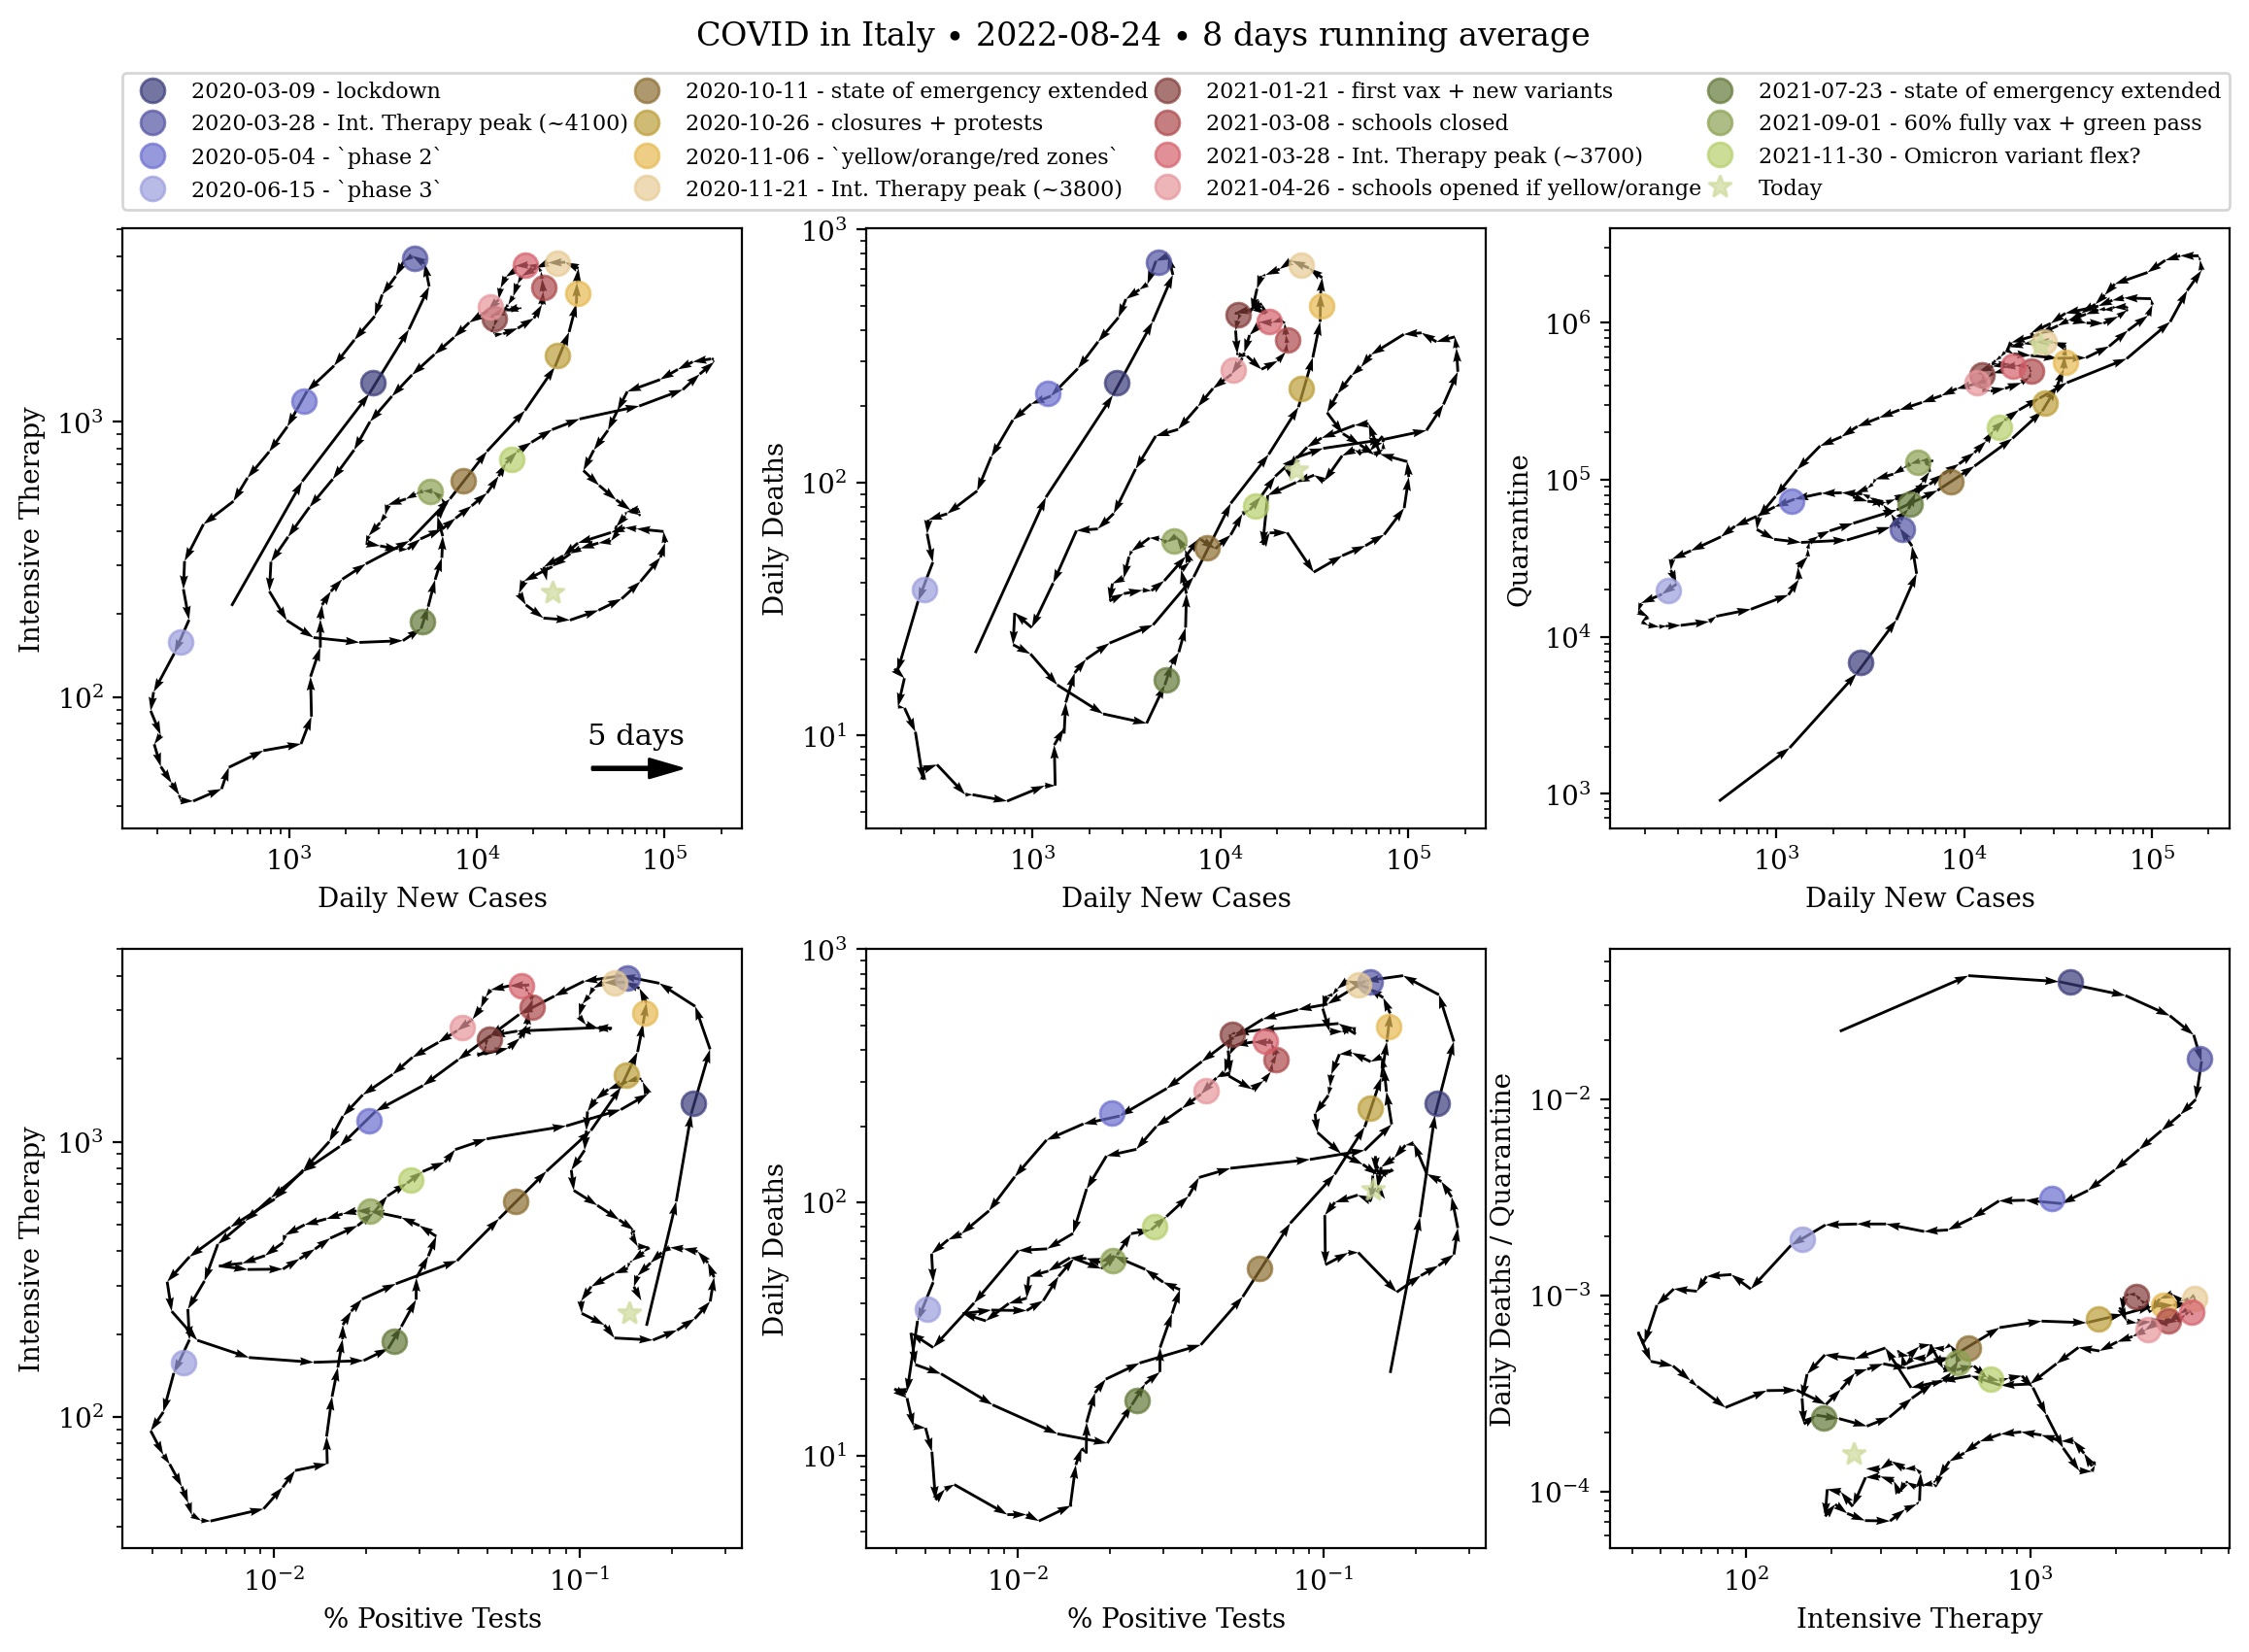 COVID in Italy • 2022-08-24 • 8 days running average
2020-03-09 - lockdown
2020-03-28 - Int. Therapy peak (~4100)
2020-05-04 - `phase 2`
2020-06-15 - `phase 3`
2020-10-11 - state of emergency extended
2020-10-26 - closures + protests
2020-11-06 - `yellow/orange/red zones`
2020-11-21 - Int. Therapy peak (~3800)
2021-01-21 - first vax + new variants
2021-03-08 - schools closed
2021-03-28 - Int. Therapy peak (~3700)
2021-04-26 - schools opened if yellow/orange
2021-07-23 - state of emergency extended
2021-09-01 - 60% fully vax + green pass
2021-11-30 - Omicron variant flex?
Today
Intensive Therapy
10³
10²
5 days
10³ 10⁴ 10⁵
Daily New Cases
Daily Deaths
10³
10²
10¹
10³ 10⁴ 10⁵
Daily New Cases
Quarantine
10⁶
10⁵
10⁴
10³
10³ 10⁴ 10⁵
Daily New Cases
Intensive Therapy
10³
10²
10⁻² 10⁻¹
% Positive Tests
Daily Deaths
10³
10²
10¹
10⁻² 10⁻¹
% Positive Tests
Daily Deaths / Quarantine
10⁻²
10⁻³
10⁻⁴
10² 10³
Intensive Therapy